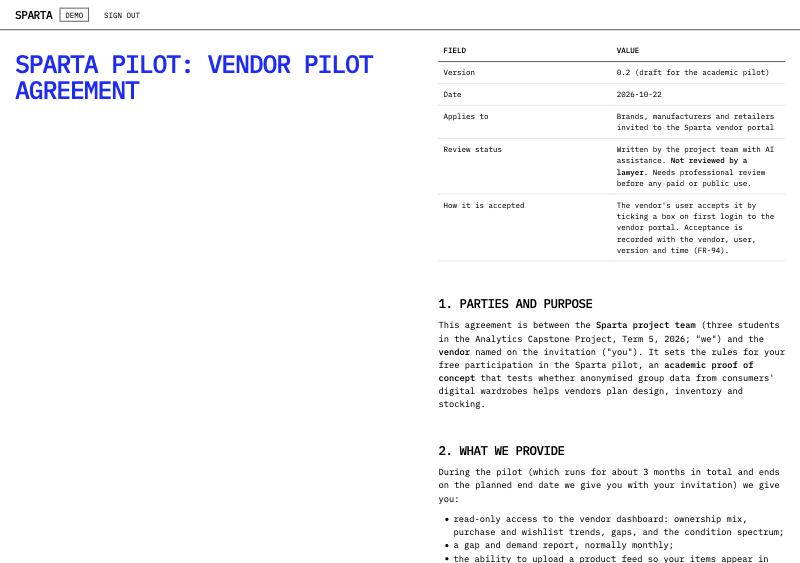 SPARTA DEMO SIGN OUT
SPARTA PILOT: VENDOR PILOT
AGREEMENT
FIELD VALUE
Version 0.2 (draft for the academic pilot)
Date 2026-10-22
Applies to Brands, manufacturers and retailers
invited to the Sparta vendor portal
Review status Written by the project team with AI
assistance. Not reviewed by a
lawyer. Needs professional review
before any paid or public use.
How it is accepted The vendor's user accepts it by
ticking a box on first login to the
vendor portal. Acceptance is
recorded with the vendor, user,
version and time (FR-94).
1. PARTIES AND PURPOSE
This agreement is between the Sparta project team (three students
in the Analytics Capstone Project, Term 5, 2026; "we") and the
vendor named on the invitation ("you"). It sets the rules for your
free participation in the Sparta pilot, an academic proof of
concept that tests whether anonymised group data from consumers'
digital wardrobes helps vendors plan design, inventory and
stocking.
2. WHAT WE PROVIDE
During the pilot (which runs for about 3 months in total and ends
on the planned end date we give you with your invitation) we give
you:
• read-only access to the vendor dashboard: ownership mix,
purchase and wishlist trends, gaps, and the condition spectrum;
• a gap and demand report, normally monthly;
• the ability to upload a product feed so your items appear in